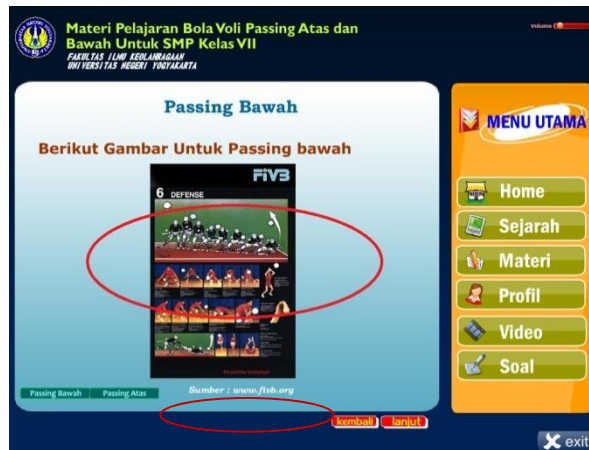 Materi Pelajaran Bola Voli Passing Atas dan
Bawah Untuk SMP Kelas VII
FAKULTAS ILMU KEOLAHRAGAAN
UNIVERSITAS NEGERI YOGYAKARTA
Volume
Passing Bawah
Berikut Gambar Untuk Passing bawah
FiVB
6 DEFENSE
Passing Bawah
Passing Atas
Sumber : www.fivb.org
kembali
lanjut
MENU UTAMA
Home
Sejarah
Materi
Profil
Video
Soal
exit